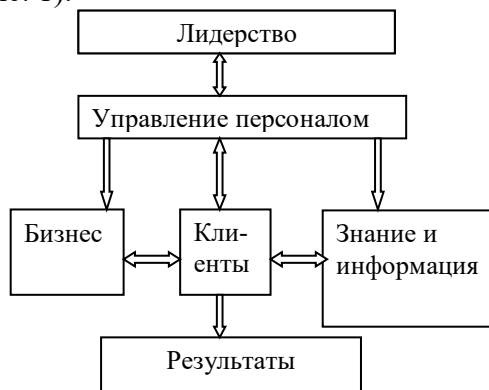 Лидерство
Управление персоналом
Бизнес
Кли-
енты
Знание и
информация
Результаты